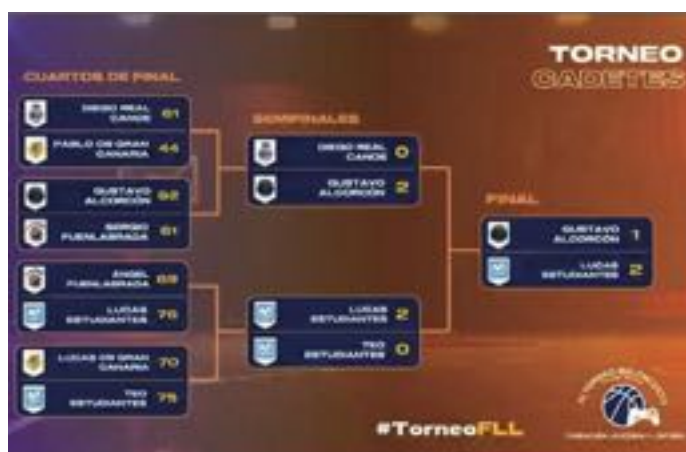 TORNEO
CADETES
CUARTOS DE FINAL
DIEGO REAL
CANOE 61
PABLO DB GRAN
CANARIA 44
GUSTAVO
ALCORCÓN 62
SERGIO
FUENLABRADA 61
ÁNGEL
FUENLABRADA 69
LUCAS
ESTUDIANTES 76
LUCAS DB GRAN
CANARIA 70
TEO
ESTUDIANTES 75
SEMIFINALES
DIEGO REAL
CANOE 0
GUSTAVO
ALCORCÓN 2
LUCAS
ESTUDIANTES 2
TEO
ESTUDIANTES 0
FINAL
GUSTAVO
ALCORCÓN 1
LUCAS
ESTUDIANTES 2
#TorneoFLL